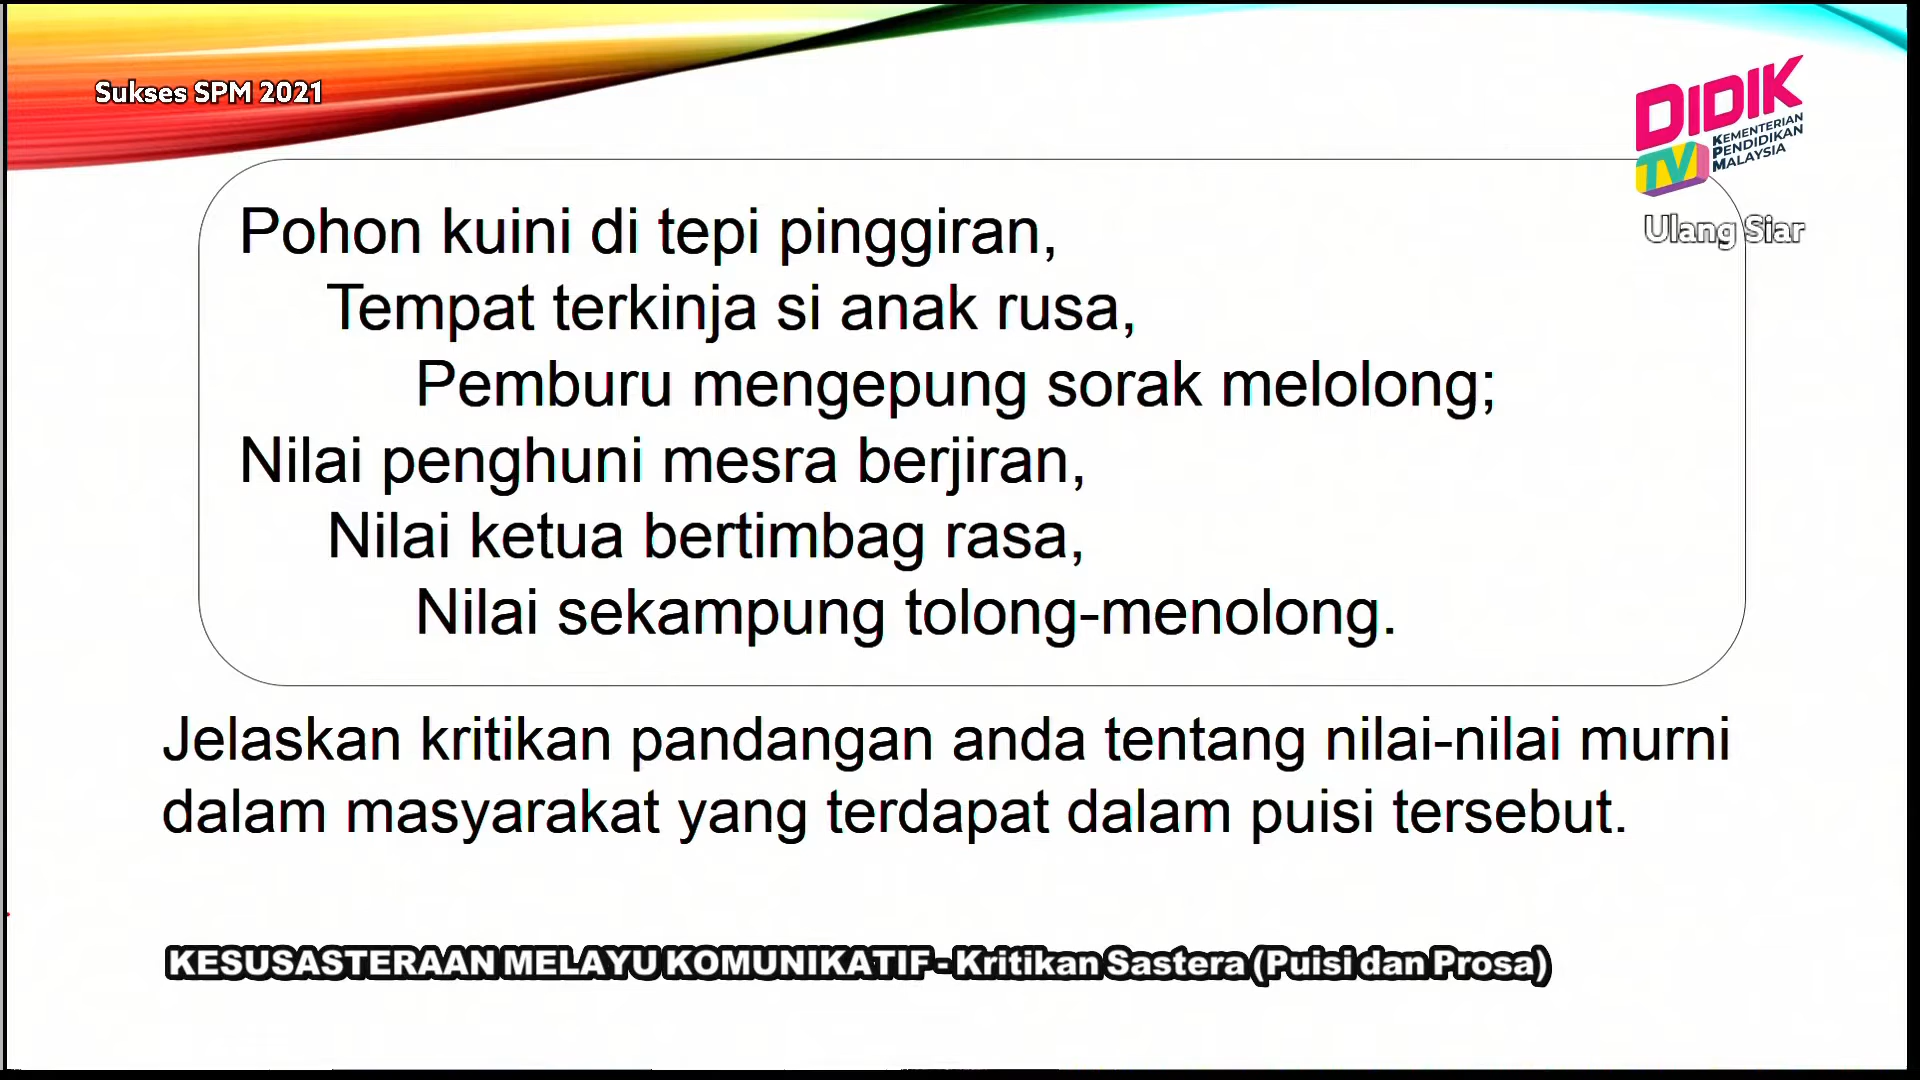 Sukses SPM 2021
DIDIK
TV
KEMENTERIAN
PENDIDIKAN
MALAYSIA
Ulang Siar
Pohon kuini di tepi pinggiran,
Tempat terkinja si anak rusa,
Pemburu mengepung sorak melolong;
Nilai penghuni mesra berjiran,
Nilai ketua bertimbag rasa,
Nilai sekampung tolong-menolong.
Jelaskan kritikan pandangan anda tentang nilai-nilai murni
dalam masyarakat yang terdapat dalam puisi tersebut.
KESUSASTERAAN MELAYU KOMUNIKATIF - Kritikan Sastera (Puisi dan Prosa)